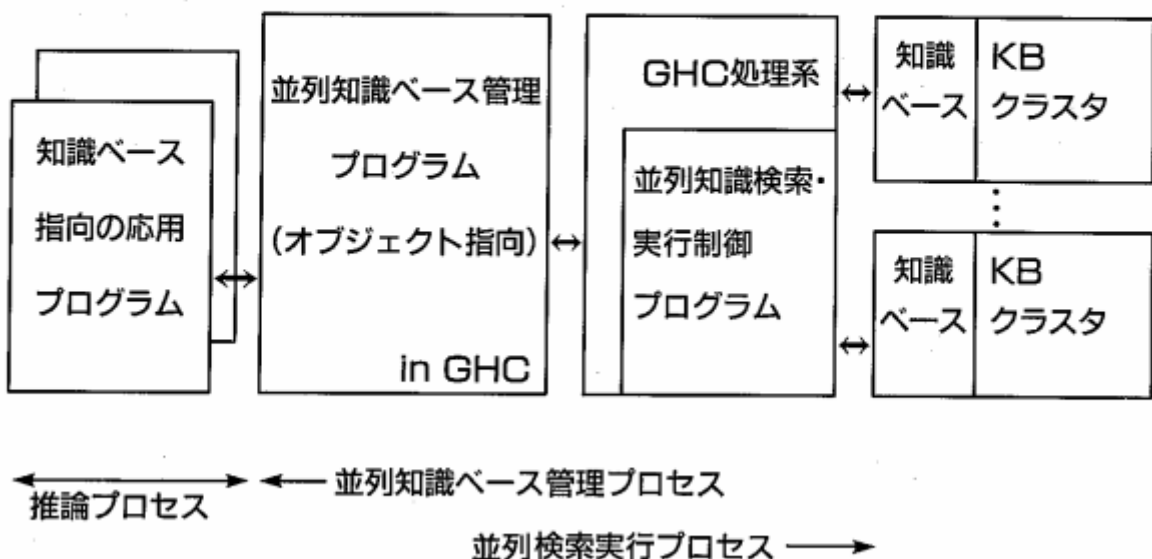 知識ベース
指向の応用
プログラム
並列知識ベース管理
プログラム
(オブジェクト指向)
in GHC
GHC処理系
並列知識検索・
実行制御
プログラム
知識
ベース
KB
クラスタ
知識
ベース
KB
クラスタ
推論プロセス
並列知識ベース管理プロセス
並列検索実行プロセス